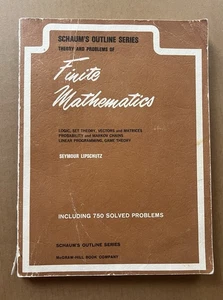 SCHAUM'S OUTLINE SERIES
THEORY AND PROBLEMS OF
Finite
Mathematics
LOGIC, SET THEORY, VECTORS and MATRICES
PROBABILITY and MARKOV CHAINS
LINEAR PROGRAMMING, GAME THEORY
SEYMOUR LIPSCHUTZ
INCLUDING 750 SOLVED PROBLEMS
SCHAUM'S OUTLINE SERIES
McGRAW-HILL BOOK COMPANY